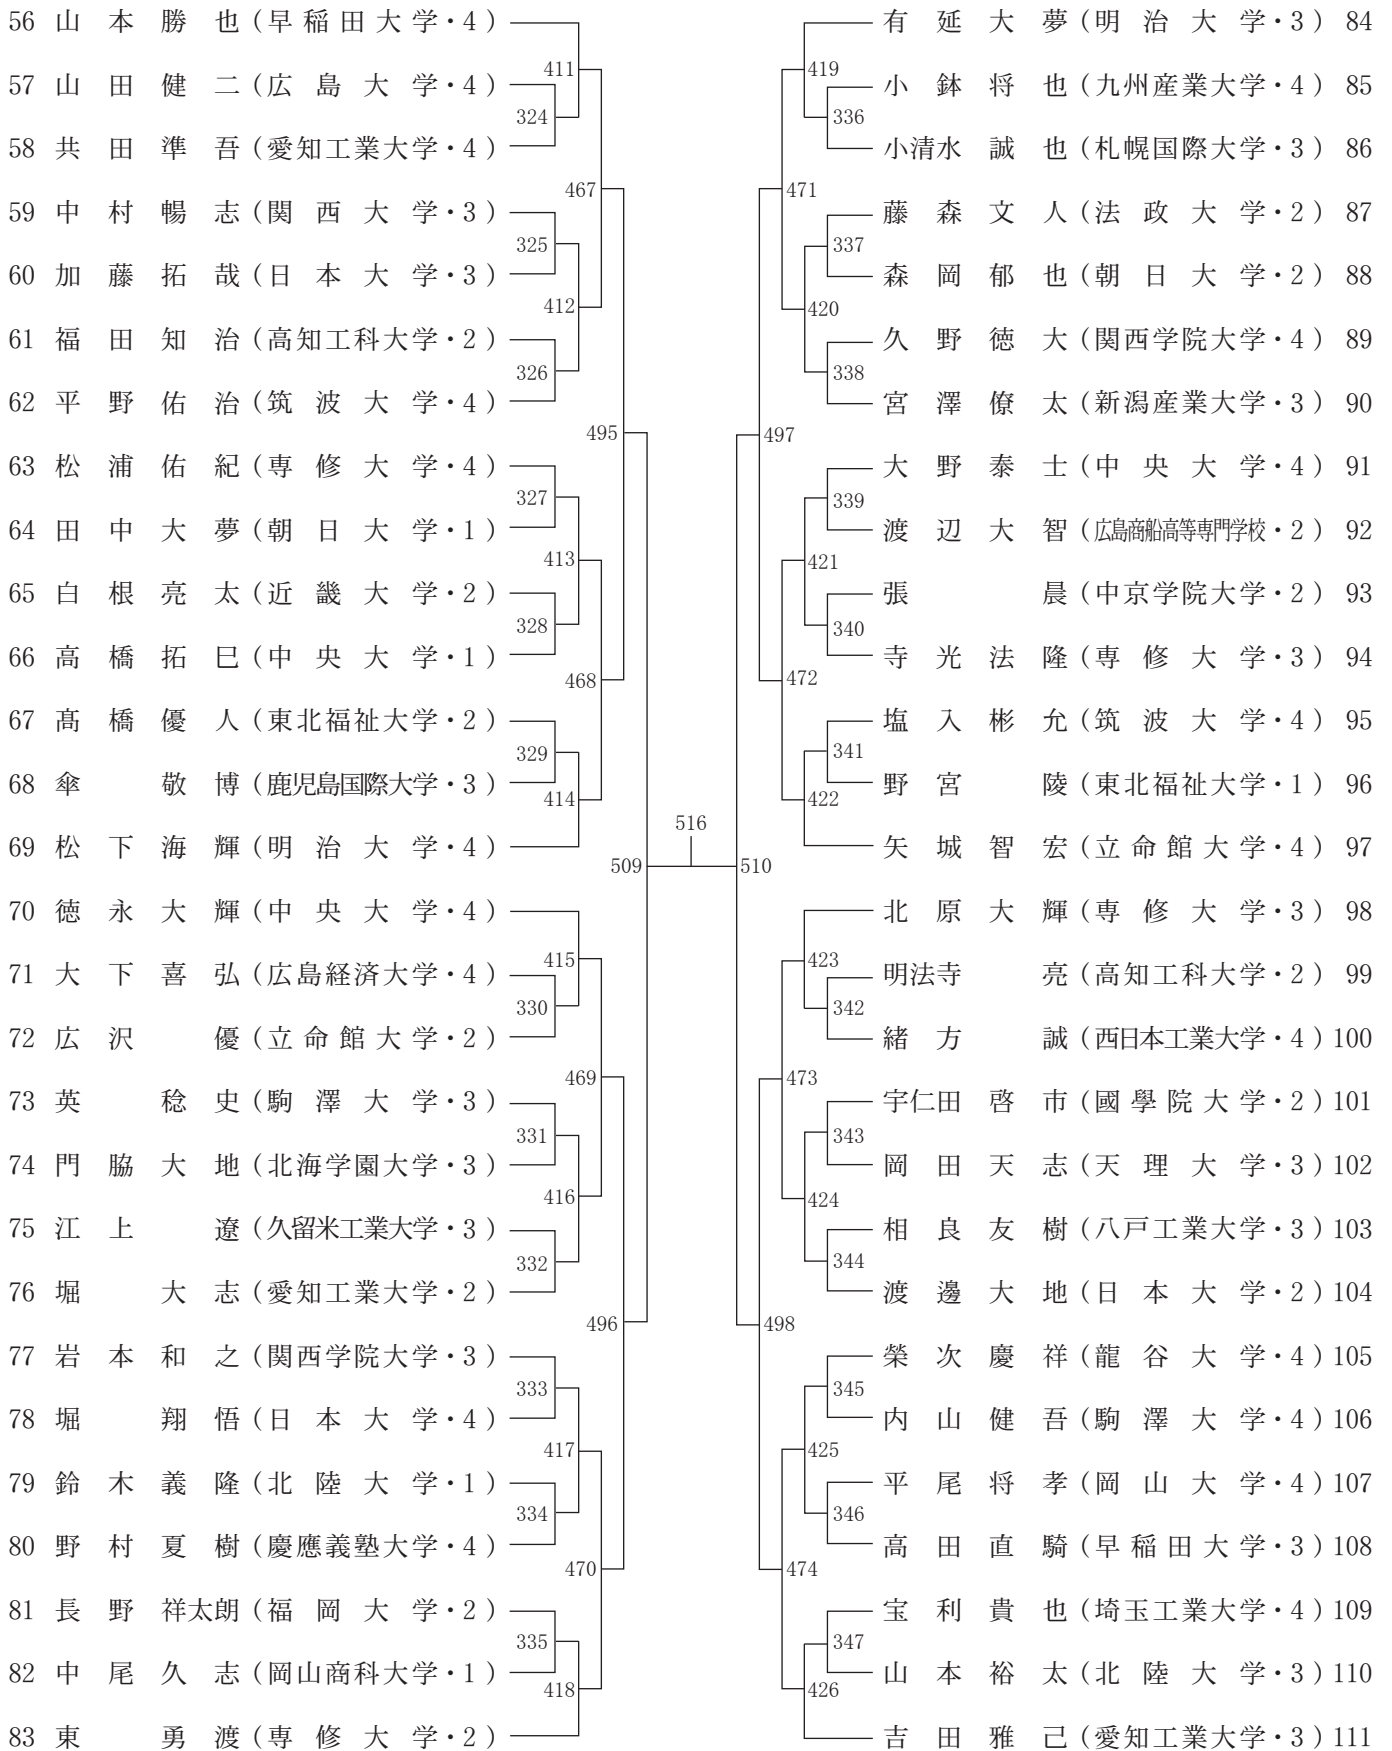 56 山本勝也（早稲田大学・4）
411
57 山田健二（広島大学・4）
324
58 共田準吾（愛知工業大学・4）
467
59 中村暢志（関西大学・3）
325
60 加藤拓哉（日本大学・3）
412
61 福田知治（高知工科大学・2）
326
62 平野佑治（筑波大学・4）
495
63 松浦佑紀（専修大学・4）
327
64 田中大夢（朝日大学・1）
413
65 白根亮太（近畿大学・2）
328
66 高橋拓巳（中央大学・1）
468
67 髙橋優人（東北福祉大学・2）
329
68 傘敬博（鹿児島国際大学・3）
414
69 松下海輝（明治大学・4）
509
70 徳永大輝（中央大学・4）
415
71 大下喜弘（広島経済大学・4）
330
72 広沢優（立命館大学・2）
469
73 英稔史（駒澤大学・3）
331
74 門脇大地（北海学園大学・3）
416
75 江上遼（久留米工業大学・3）
332
76 堀大志（愛知工業大学・2）
496
77 岩本和之（関西学院大学・3）
333
78 堀翔悟（日本大学・4）
417
79 鈴木義隆（北陸大学・1）
334
80 野村夏樹（慶應義塾大学・4）
470
81 長野祥太朗（福岡大学・2）
335
82 中尾久志（岡山商科大学・1）
418
83 東勇渡（専修大学・2）
516
有延大夢（明治大学・3）84
419
小鉢将也（九州産業大学・4）85
336
小清水誠也（札幌国際大学・3）86
471
藤森文人（法政大学・2）87
337
森岡郁也（朝日大学・2）88
420
久野徳大（関西学院大学・4）89
338
宮澤僚太（新潟産業大学・3）90
497
大野泰士（中央大学・4）91
339
渡辺大智（広島商船高等専門学校・2）92
421
張晨（中京学院大学・2）93
340
寺光法隆（専修大学・3）94
472
塩入彬允（筑波大学・4）95
341
野宮陵（東北福祉大学・1）96
422
矢城智宏（立命館大学・4）97
510
北原大輝（専修大学・3）98
423
明法寺亮（高知工科大学・2）99
342
緒方誠（西日本工業大学・4）100
473
宇仁田啓市（國學院大学・2）101
343
岡田天志（天理大学・3）102
424
相良友樹（八戸工業大学・3）103
344
渡邊大地（日本大学・2）104
498
榮次慶祥（龍谷大学・4）105
345
内山健吾（駒澤大学・4）106
425
平尾将孝（岡山大学・4）107
346
高田直騎（早稲田大学・3）108
474
宝利貴也（埼玉工業大学・4）109
347
山本裕太（北陸大学・3）110
426
吉田雅己（愛知工業大学・3）111